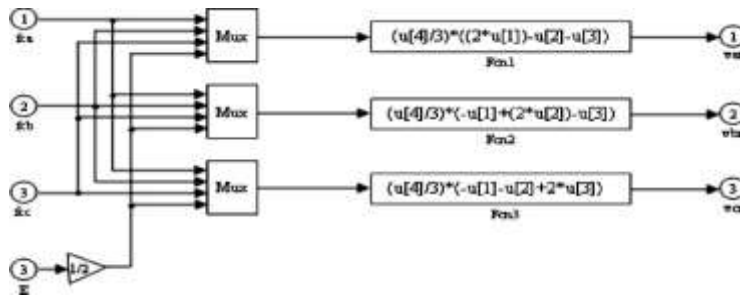 1
Mux
(u[4]/3)*((2*u[1])-u[2]-u[3])
1
Fcn1
2
Mux
(u[4]/3)*(-u[1]+(2*u[2])-u[3])
2
Fcn2
3
Mux
(u[4]/3)*(-u[1]-u[2]+2*u[3])
3
Fcn3
3
1/2